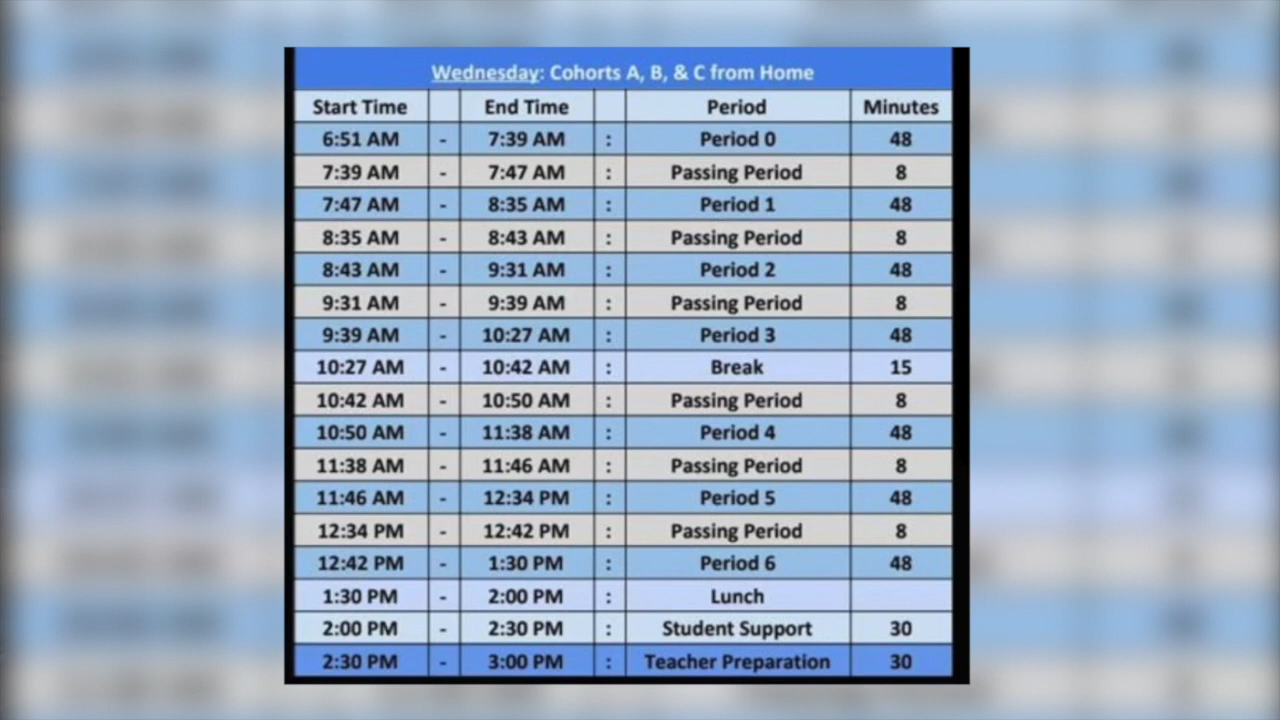 Wednesday: Cohorts A, B, & C from Home
Start Time End Time Period Minutes
6:51 AM - 7:39 AM : Period 0 48
7:39 AM - 7:47 AM : Passing Period 8
7:47 AM - 8:35 AM : Period 1 48
8:35 AM - 8:43 AM : Passing Period 8
8:43 AM - 9:31 AM : Period 2 48
9:31 AM - 9:39 AM : Passing Period 8
9:39 AM - 10:27 AM : Period 3 48
10:27 AM - 10:42 AM : Break 15
10:42 AM - 10:50 AM : Passing Period 8
10:50 AM - 11:38 AM : Period 4 48
11:38 AM - 11:46 AM : Passing Period 8
11:46 AM - 12:34 PM : Period 5 48
12:34 PM - 12:42 PM : Passing Period 8
12:42 PM - 1:30 PM : Period 6 48
1:30 PM - 2:00 PM : Lunch
2:00 PM - 2:30 PM : Student Support 30
2:30 PM - 3:00 PM : Teacher Preparation 30